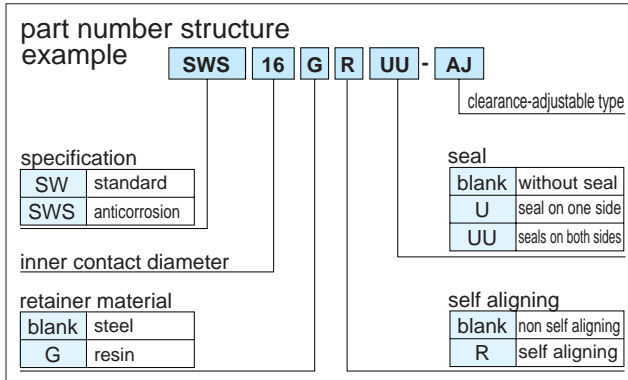 part number structure
example
SWS 16 G R UU - AJ
clearance-adjustable type
specification
SW standard
SWS anticorrosion
seal
blank without seal
U seal on one side
UU seals on both sides
inner contact diameter
retainer material
blank steel
G resin
self aligning
blank non self aligning
R self aligning